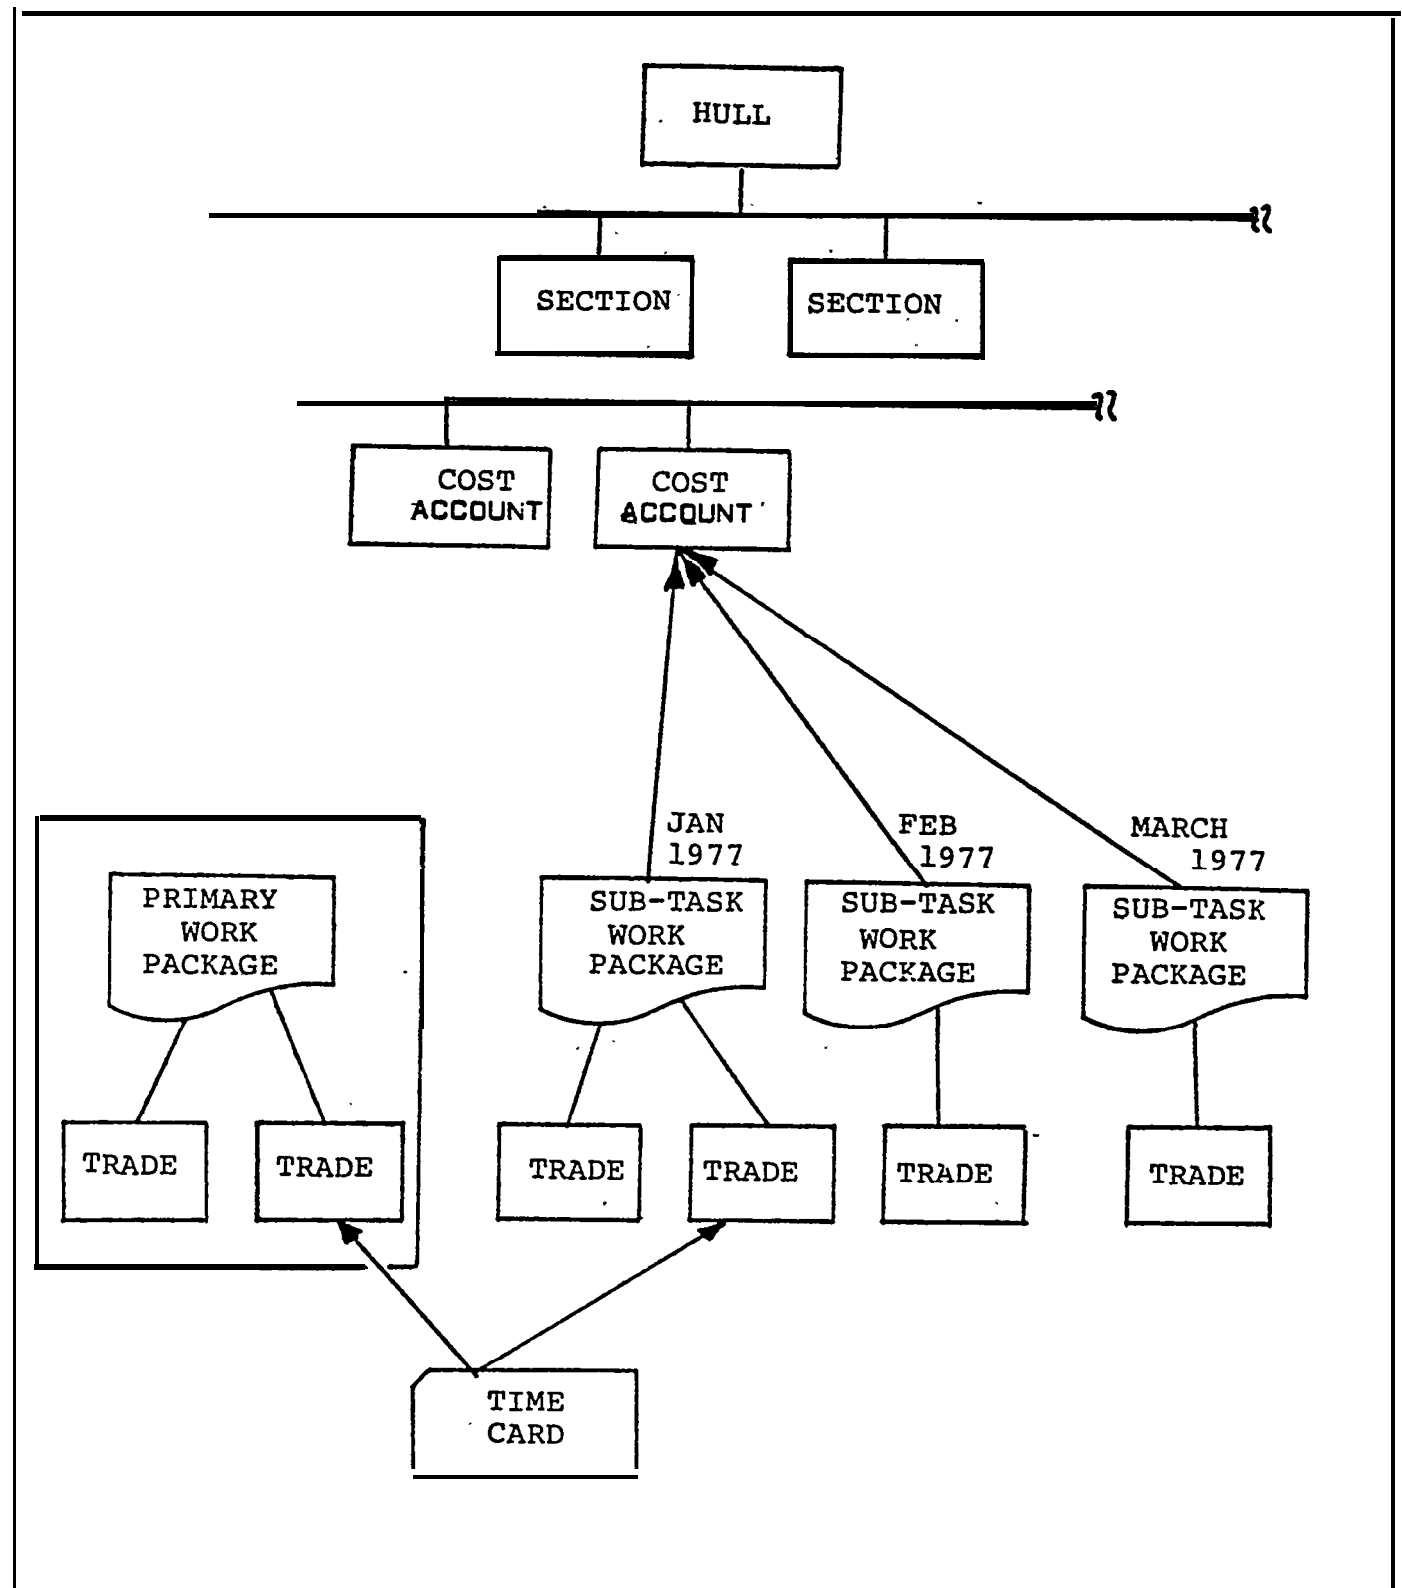 HULL
SECTION
SECTION
COST
ACCOUNT
COST
ACCOUNT
JAN
1977
FEB
1977
MARCH
1977
PRIMARY
WORK
PACKAGE
SUB-TASK
WORK
PACKAGE
SUB-TASK
WORK
PACKAGE
SUB-TASK
WORK
PACKAGE
TRADE
TRADE
TRADE
TRADE
TRADE
TRADE
TIME
CARD